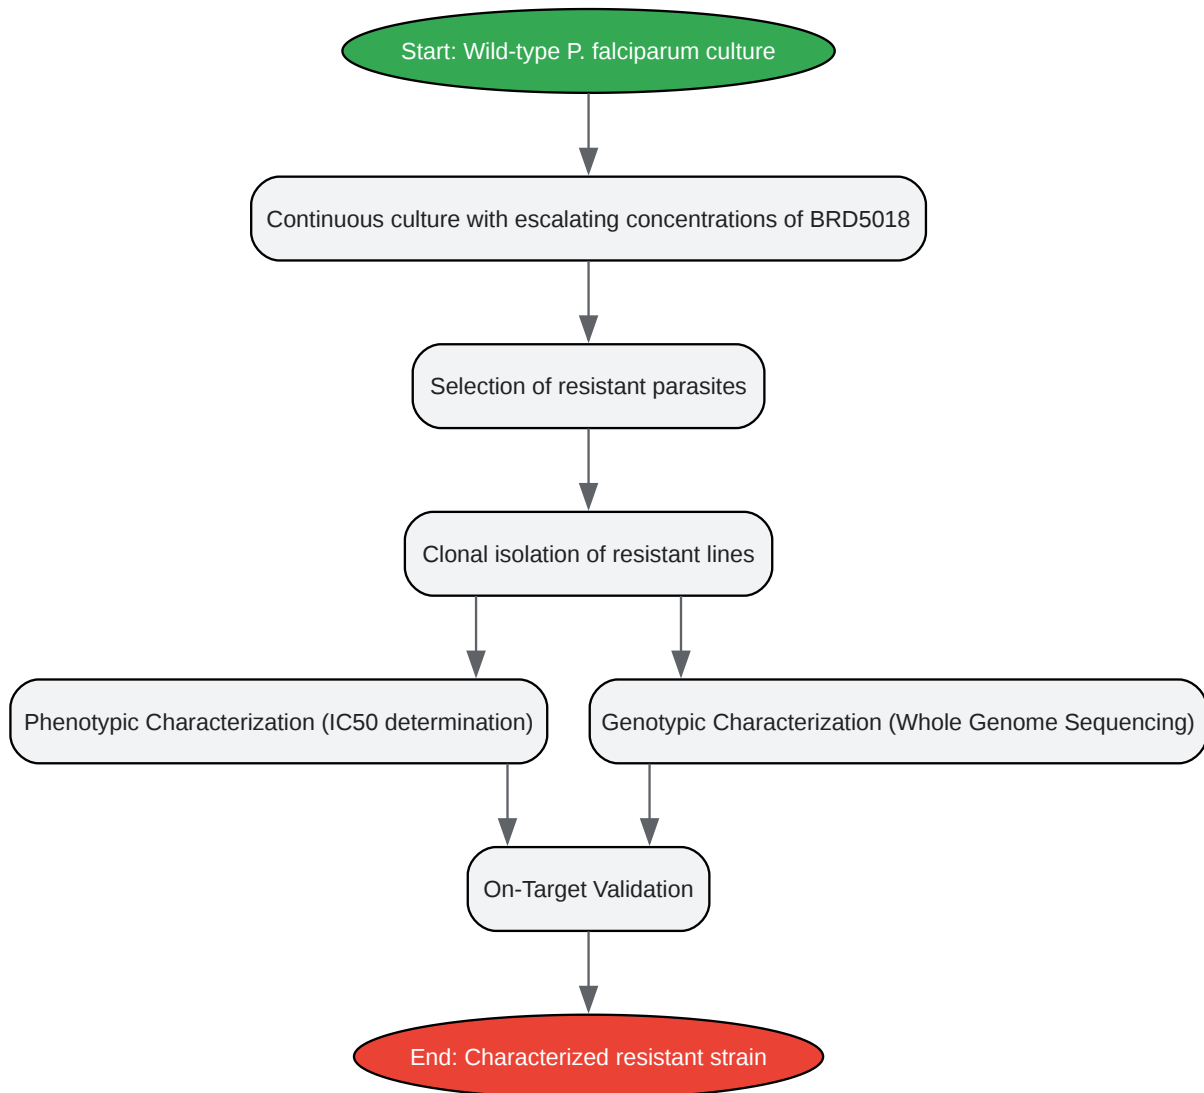 Start: Wild-type P. falciparum culture
Continuous culture with escalating concentrations of BRD5018
Selection of resistant parasites
Clonal isolation of resistant lines
Phenotypic Characterization (IC50 determination)
Genotypic Characterization (Whole Genome Sequencing)
On-Target Validation
End: Characterized resistant strain